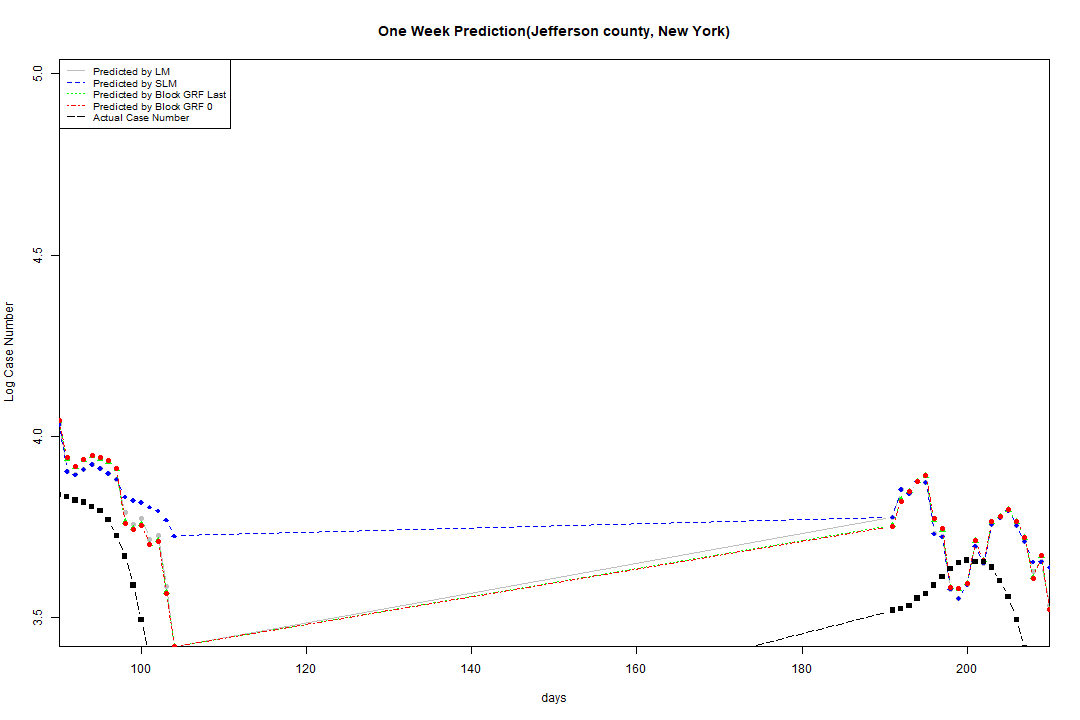 One Week Prediction(Jefferson county, New York)
Predicted by LM
Predicted by SLM
Predicted by Block GRF Last
Predicted by Block GRF 0
Actual Case Number
5.0
4.5
4.0
3.5
Log Case Number
100 120 140 160 180 200
days